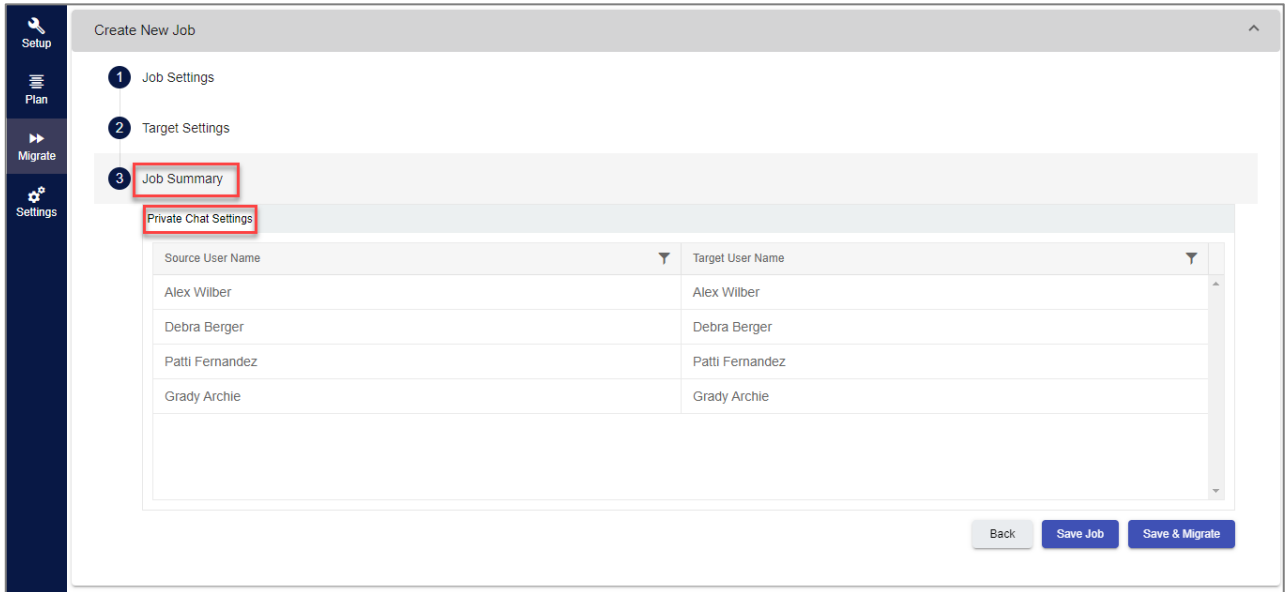 Setup
Plan
Migrate
Settings
Create New Job
1 Job Settings
2 Target Settings
3 Job Summary
Private Chat Settings
Source User Name Target User Name
Alex Wilber Alex Wilber
Debra Berger Debra Berger
Patti Fernandez Patti Fernandez
Grady Archie Grady Archie
Back Save Job Save & Migrate